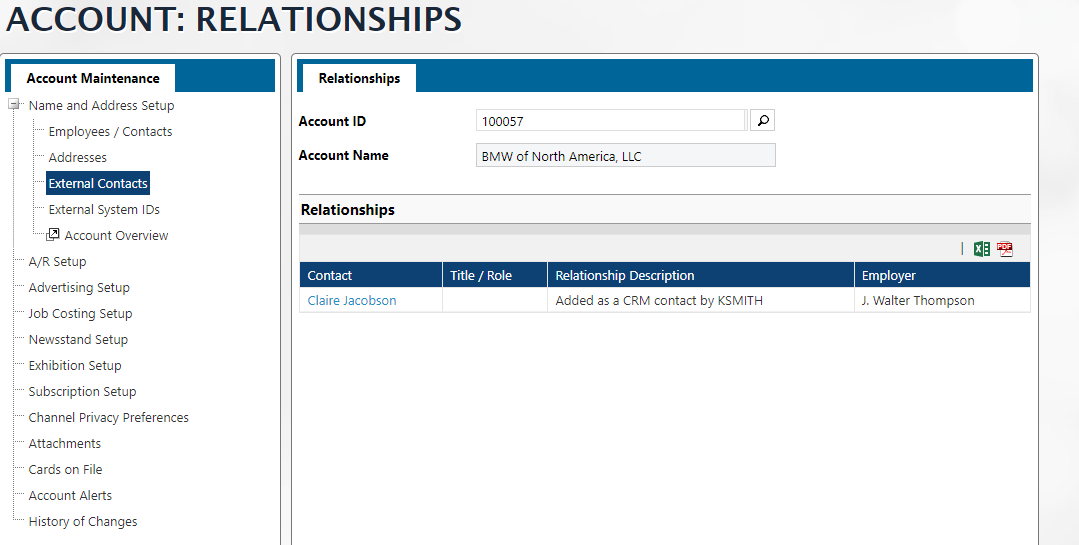 ACCOUNT: RELATIONSHIPS
Account Maintenance
Name and Address Setup
Employees / Contacts
Addresses
External Contacts
External System IDs
Account Overview
A/R Setup
Advertising Setup
Job Costing Setup
Newsstand Setup
Exhibition Setup
Subscription Setup
Channel Privacy Preferences
Attachments
Cards on File
Account Alerts
History of Changes
Relationships
Account ID 100057
Account Name BMW of North America, LLC
Relationships
PDF
Contact Title / Role Relationship Description Employer
Claire Jacobson Added as a CRM contact by KSMITH J. Walter Thompson